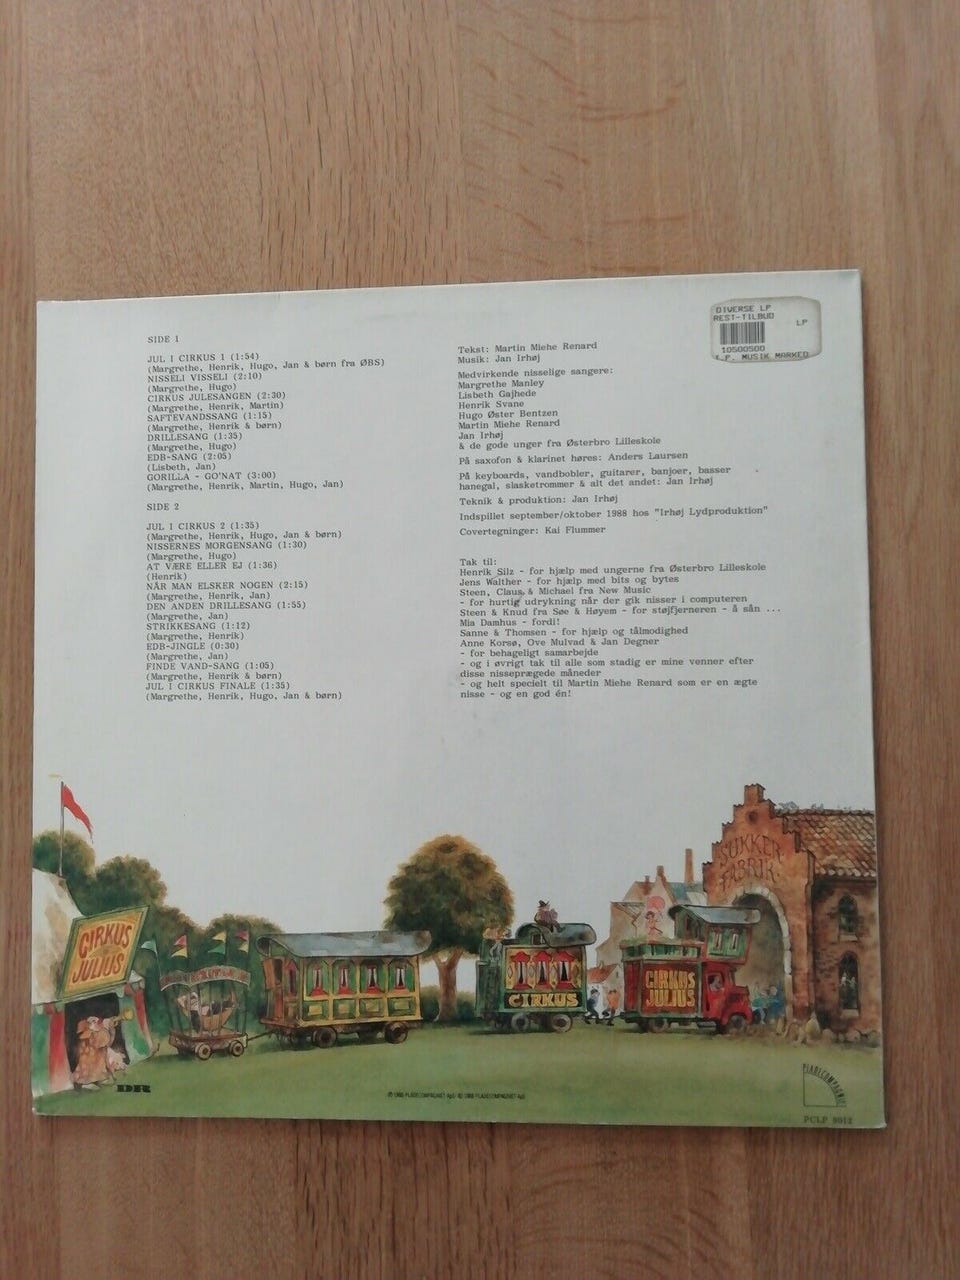 SIDE 1
JUL I CIRKUS 1 (1:54)
(Margrethe, Henrik, Hugo, Jan & børn fra ØBS)
NISSELI VISSELI (2:10)
(Margrethe, Hugo)
CIRKUS JULESANGEN (2:30)
(Margrethe, Henrik, Martin)
SAFTEVANDSSANG (1:15)
(Margrethe, Henrik & børn)
DRILLESANG (1:35)
(Margrethe, Hugo)
EDB-SANG (2:05)
(Lisbeth, Jan)
GORILLA - GO'NAT (3:00)
(Margrethe, Henrik, Martin, Hugo, Jan)
SIDE 2
JUL I CIRKUS 2 (1:35)
(Margrethe, Henrik, Hugo, Jan & børn)
NISSERNES MORGENSANG (1:30)
(Margrethe, Hugo)
AT VÆRE ELLER EJ (1:36)
(Henrik)
NÅR MAN ELSKER NOGEN (2:15)
(Margrethe, Henrik, Jan)
DEN ANDEN DRILLESANG (1:55)
(Margrethe, Jan)
STRIKKESANG (1:12)
(Margrethe, Henrik)
EDB-JINGLE (0:30)
(Margrethe, Jan)
FINDE VAND-SANG (1:05)
(Margrethe, Henrik & børn)
JUL I CIRKUS FINALE (1:35)
(Margrethe, Henrik, Hugo, Jan & børn)
Tekst: Martin Miehe Renard
Musik: Jan Irhøj
Medvirkende nisselige sangere:
Margrethe Manley
Lisbeth Gajhede
Henrik Svane
Hugo Øster Bentzen
Martin Miehe Renard
Jan Irhøj
& de gode unger fra Østerbro Lilleskole
På saxofon & klarinet høres: Anders Laursen
På keyboards, vandbobler, guitarer, banjoer, basser
hanegal, slasketrommer & alt det andet: Jan Irhøj
Teknik & produktion: Jan Irhøj
Indspillet september/oktober 1988 hos "Irhøj Lydproduktion"
Covertegninger: Kai Flummer
Tak til:
Henrik Silz - for hjælp med ungerne fra Østerbro Lilleskole
Jens Walther - for hjælp med bits og bytes
Steen, Claus & Michael fra New Music
- for hurtig udrykning når der gik nisser i computeren
Steen & Knud fra Søe & Høyem - for støjfjerneren - å sån ...
Mia Damhus - fordi!
Sanne & Thomsen - for hjælp og tålmodighed
Anne Korsø, Ove Mulvad & Jan Degner
- for behageligt samarbejde
- og i øvrigt tak til alle som stadig er mine venner efter
disse nisseprægede måneder
- og helt specielt til Martin Miehe Renard som er en ægte
nisse - og en god én!
DIVERSE LP
REST-TILBUD
LP
10500500
L.P. MUSIK MARKED
SUKKER
FABRIK
CIRKUS
JULIUS
CIRKUS
CIRKUS
JULIUS
DR
℗ 1988 PLADECOMPAGNIET ApS © 1988 PLADECOMPAGNIET ApS
PLADECOMPAGNIET
PCLP 8012